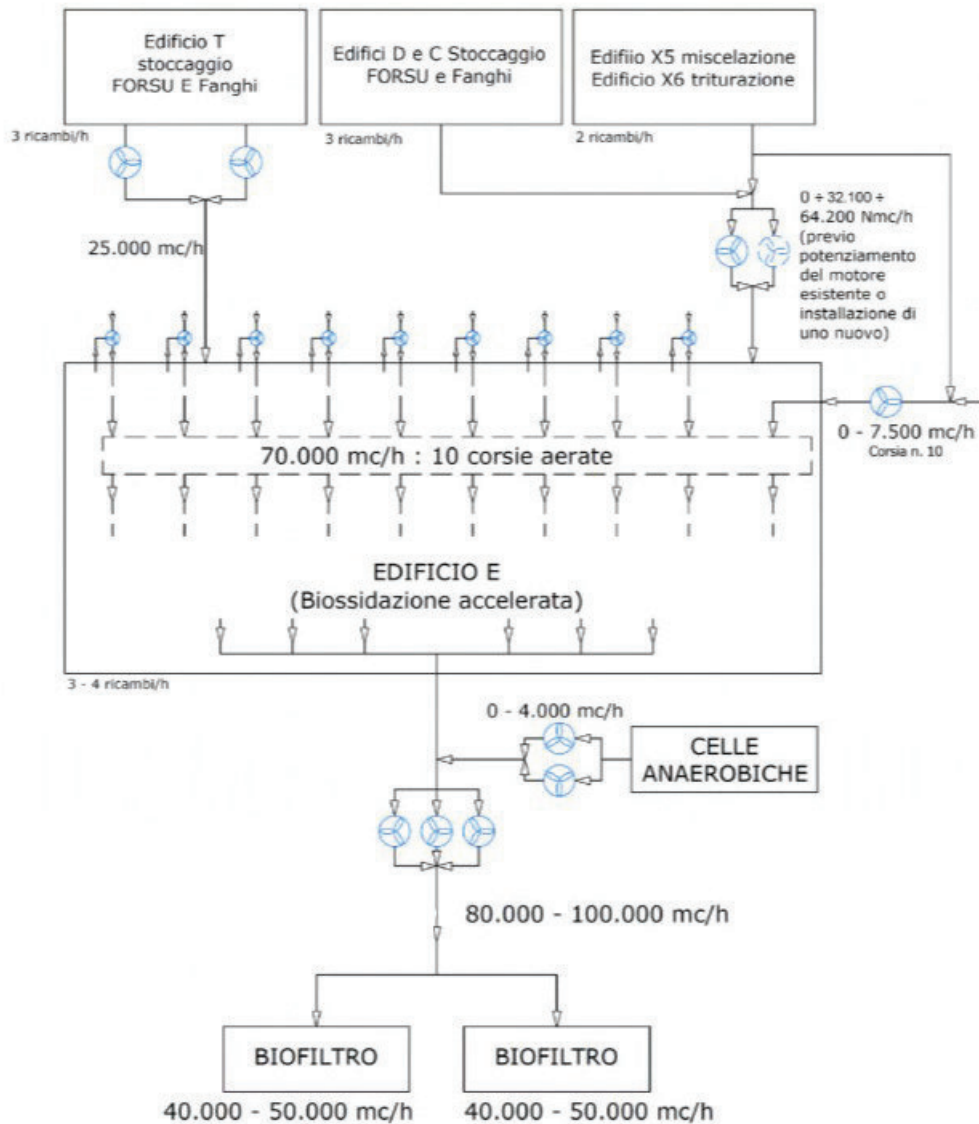 Edificio T
stoccaggio
FORSU E Fanghi
Edifici D e C Stoccaggio
FORSU e Fanghi
Edifiio X5 miscelazione
Edificio X6 triturazione
3 ricambi/h
3 ricambi/h
2 ricambi/h
0 ÷ 32.100 ÷
64.200 Nmc/h
(previo
potenziamento
del motore
esistente o
installazione di
uno nuovo)
25.000 mc/h
0 - 7.500 mc/h
Corsia n. 10
70.000 mc/h : 10 corsie aerate
EDIFICIO E
(Biossidazione accelerata)
3 - 4 ricambi/h
0 - 4.000 mc/h
CELLE
ANAEROBICHE
80.000 - 100.000 mc/h
BIOFILTRO
BIOFILTRO
40.000 - 50.000 mc/h
40.000 - 50.000 mc/h